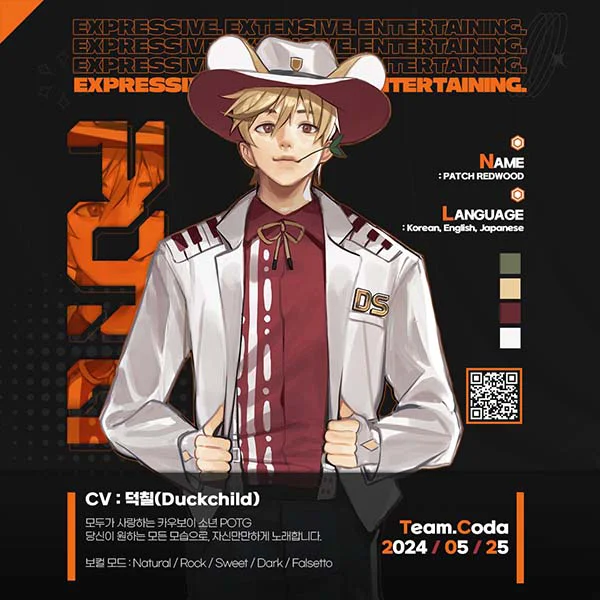 EXPRESSIVE. EXTENSIVE. ENTERTAINING.
EXPRESSIVE. ENTERTAINING.
EXPRESSIVE. ENTERTAINING.
EXPRESSIVE ENTERTAINING.
POTG
NAME
: PATCH REDWOOD
LANGUAGE
: Korean, English, Japanese
DS
CV : 덕칠(Duckchild)
모두가 사랑하는 카우보이 소년 POTG
당신이 원하는 모든 모습으로, 자신만만하게 노래합니다.
보컬 모드 : Natural / Rock / Sweet / Dark / Falsetto
Team.Coda
2024 / 05 / 25